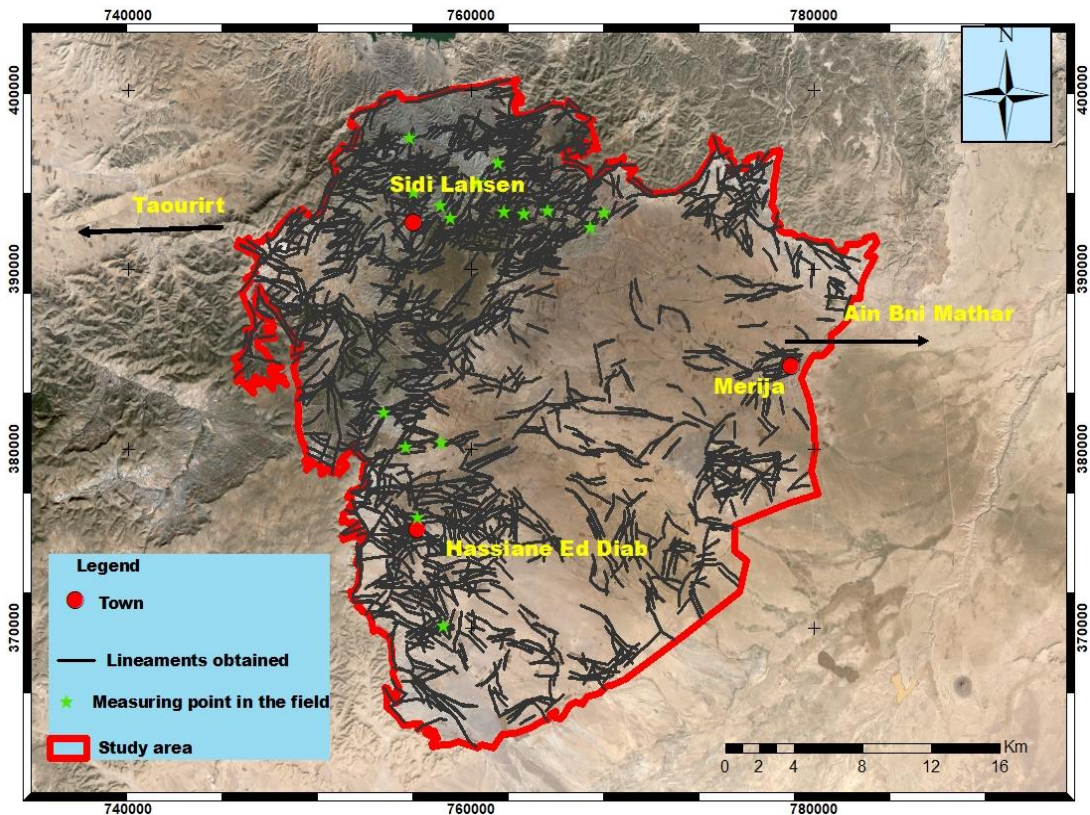 740000 760000 780000
N
400000 400000
Sidi Lahsen
Taourirt
390000 390000
Ain Bni Mathar
Merija
380000 380000
Hassiane Ed Diab
Legend
Town
Lineaments obtained
Measuring point in the field
Study area
370000 370000
Km
0 2 4 8 12 16
740000 760000 780000